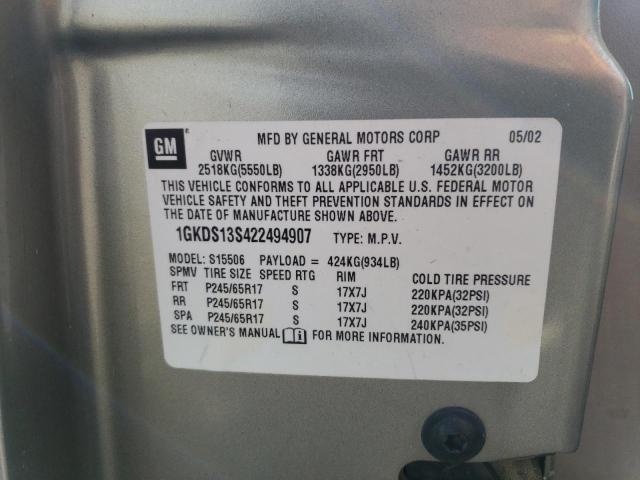 GM ® MFD BY GENERAL MOTORS CORP 05/02
GVWR GAWR FRT GAWR RR
2518KG(5550LB) 1338KG(2950LB) 1452KG(3200LB)
THIS VEHICLE CONFORMS TO ALL APPLICABLE U.S. FEDERAL MOTOR
VEHICLE SAFETY AND THEFT PREVENTION STANDARDS IN EFFECT ON
THE DATE OF MANUFACTURE SHOWN ABOVE.
1GKDS13S422494907 TYPE: M.P.V.
MODEL: S15506 PAYLOAD = 424KG(934LB)
SPMV TIRE SIZE SPEED RTG RIM COLD TIRE PRESSURE
FRT P245/65R17 S 17X7J 220KPA(32PSI)
RR P245/65R17 S 17X7J 220KPA(32PSI)
SPA P245/65R17 S 17X7J 240KPA(35PSI)
SEE OWNER'S MANUAL FOR MORE INFORMATION.